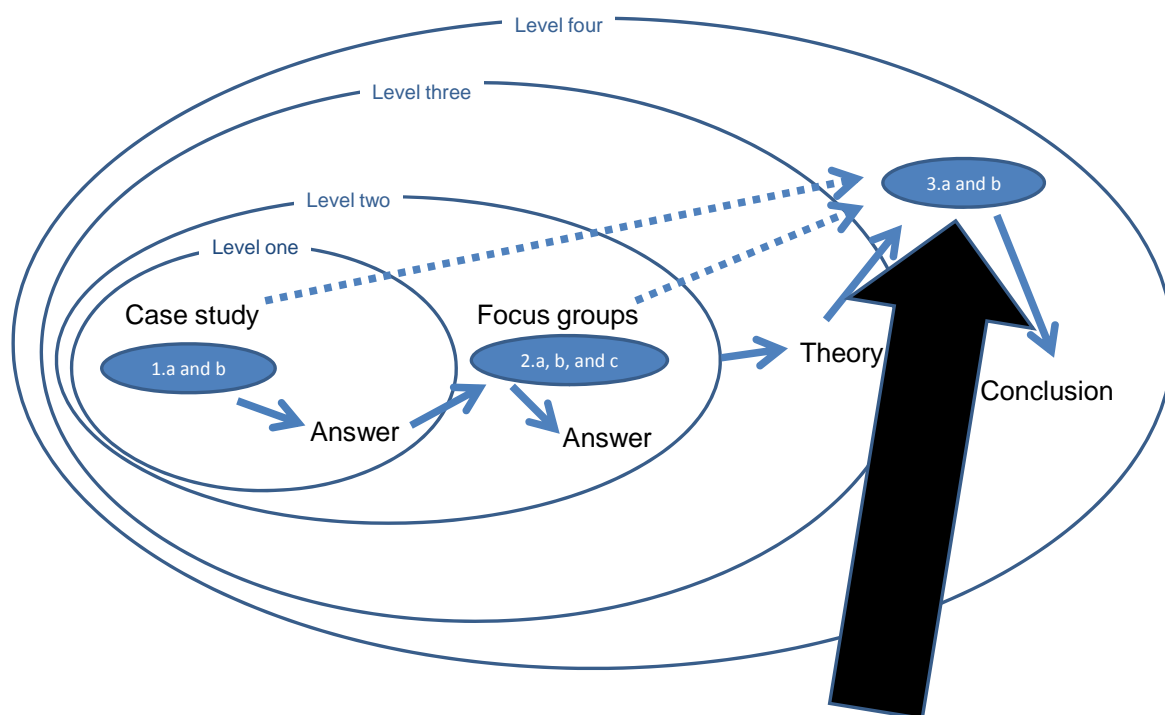 Level four
Level three
3.a and b
Level two
Level one
Case study
Focus groups
Theory
1.a and b
2.a, b, and c
Conclusion
Answer
Answer